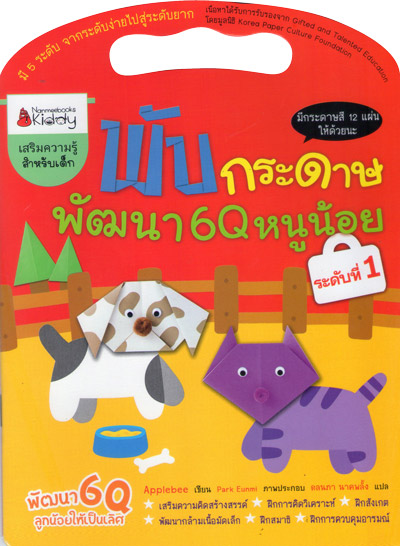 มี 5 ระดับ จากระดับง่ายไปสู่ระดับยาก
เนื้อหาได้รับการรับรองจาก Gifted and Talented Education
โดยมูลนิธิ Korea Paper Culture Foundation
Nanmeebooks
Kiddy
เสริมความรู้
สำหรับเด็ก
มีกระดาษสี 12 แผ่น
ให้ด้วยนะ
พับกระดาษ
พัฒนา 6Q หนูน้อย
ระดับที่ 1
พัฒนา 6Q
ลูกน้อยให้เป็นเลิศ
Applebee เขียน Park Eunmi ภาพประกอบ แปล
* เสริมความคิดสร้างสรรค์ * ฝึกการคิดวิเคราะห์ * ฝึกสังเกต
* พัฒนากล้ามเนื้อมัดเล็ก * ฝึกสมาธิ * ฝึกการควบคุมอารมณ์